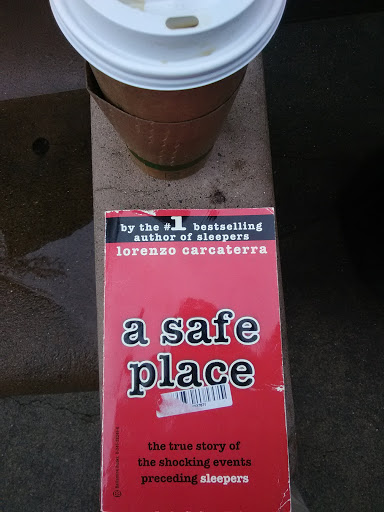 by the #1 bestselling
author of sleepers
lorenzo carcaterra
a safe
place
the true story of
the shocking events
preceding sleepers